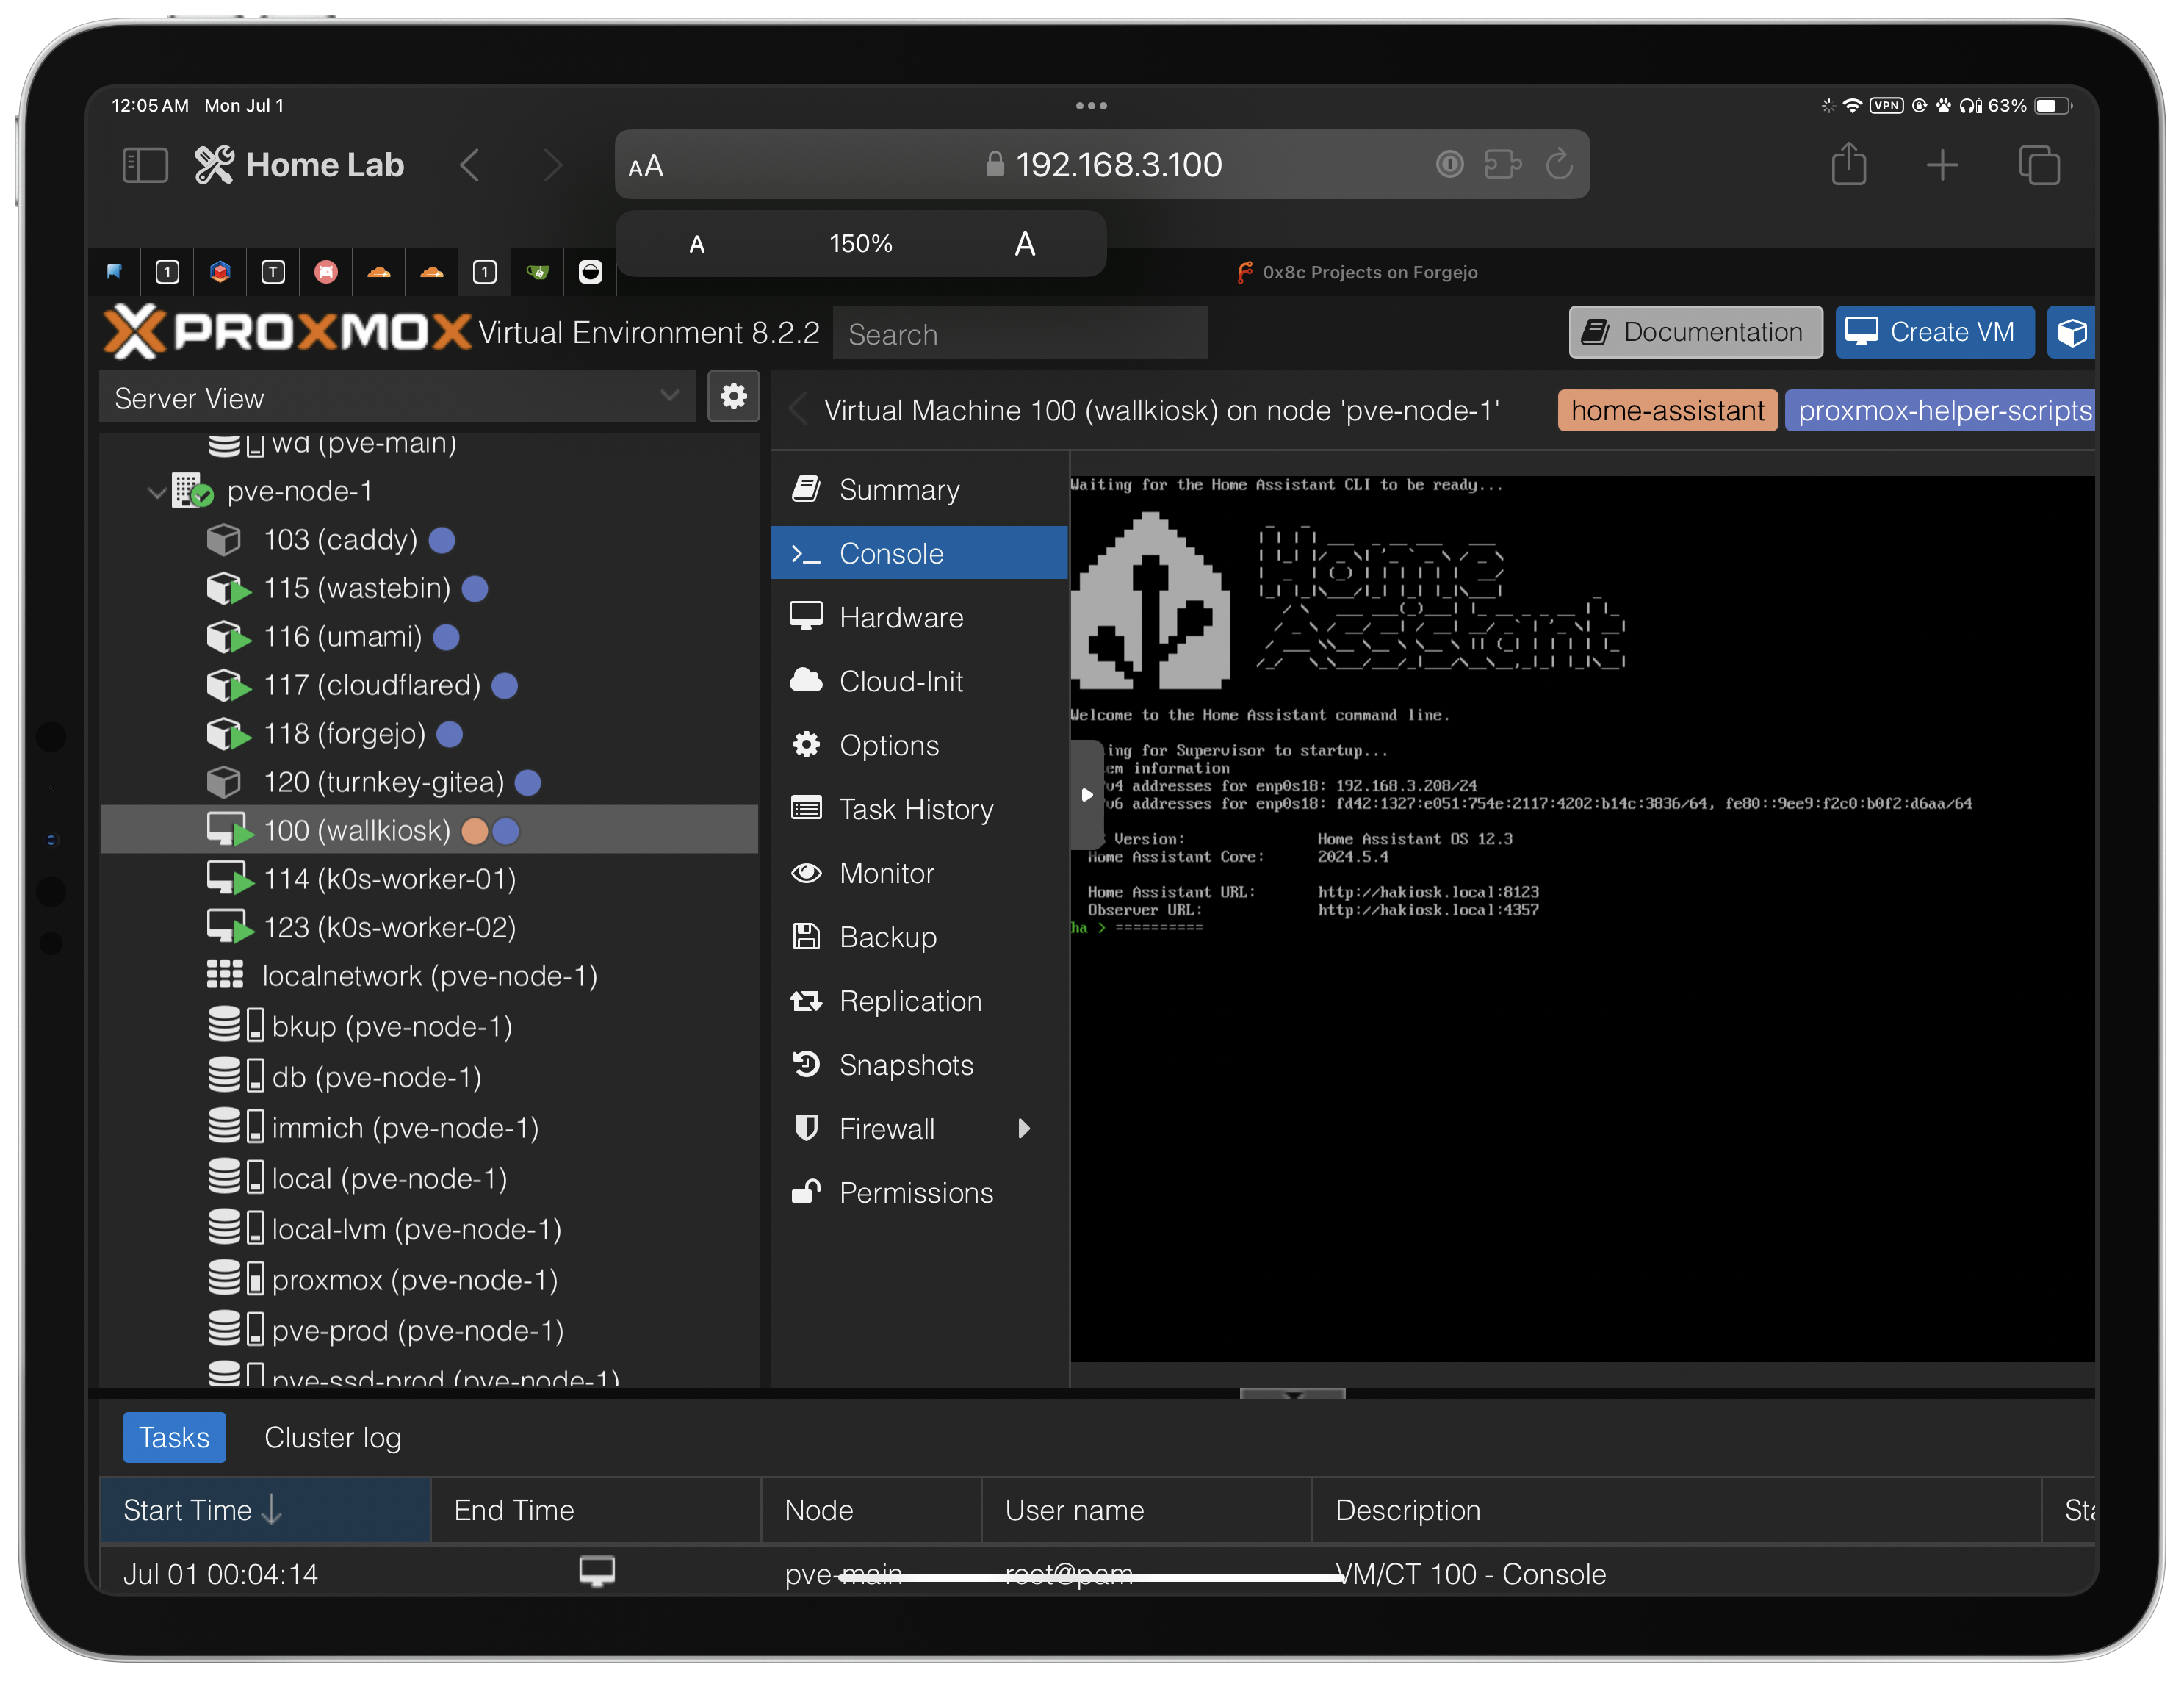 12:05 AM Mon Jul 1
VPN 63%
Home Lab
AA 192.168.3.100
A 150% A
1 T 1
0x8c Projects on Forgejo
PROXMOX Virtual Environment 8.2.2 Search Documentation Create VM
Server View
Virtual Machine 100 (wallkiosk) on node 'pve-node-1' home-assistant proxmox-helper-scripts
wd (pve-main)
pve-node-1
103 (caddy)
115 (wastebin)
116 (umami)
117 (cloudflared)
118 (forgejo)
120 (turnkey-gitea)
100 (wallkiosk)
114 (k0s-worker-01)
123 (k0s-worker-02)
localnetwork (pve-node-1)
bkup (pve-node-1)
db (pve-node-1)
immich (pve-node-1)
local (pve-node-1)
local-lvm (pve-node-1)
proxmox (pve-node-1)
pve-prod (pve-node-1)
pve-ssd-prod (pve-node-1)
Summary
Console
Hardware
Cloud-Init
Options
Task History
Monitor
Backup
Replication
Snapshots
Firewall
Permissions
Waiting for the Home Assistant CLI to be ready...
Home
Assistant
Welcome to the Home Assistant command line.
ing for Supervisor to startup...
em information
v4 addresses for enp0s18: 192.168.3.208/24
v6 addresses for enp0s18: fd42:1327:e051:754e:2117:4202:b14c:3836/64, fe80::9ee9:f2c0:b0f2:d6aa/64
Version: Home Assistant OS 12.3
Home Assistant Core: 2024.5.4
Home Assistant URL: http://hakiosk.local:8123
Observer URL: http://hakiosk.local:4357
ha > ==========
Tasks Cluster log
Start Time End Time Node User name Description Sta
Jul 01 00:04:14 pve-main root@pam VM/CT 100 - Console